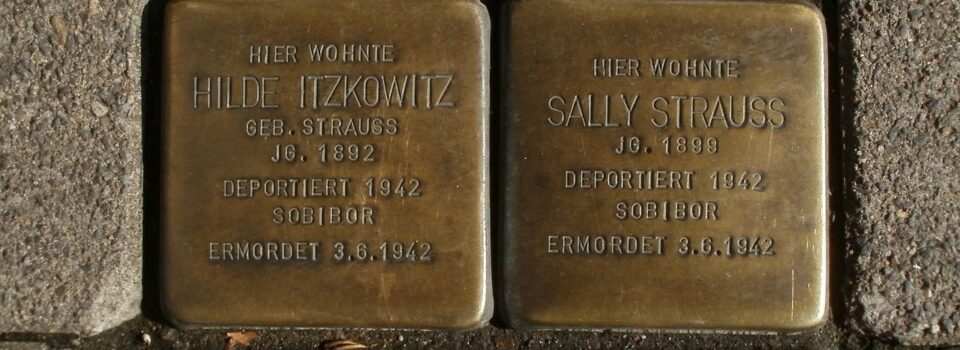 HIER WOHNTE
HILDE ITZKOWITZ
GEB. STRAUSS
JG. 1892
DEPORTIERT 1942
SOBIBOR
ERMORDET 3.6.1942
HIER WOHNTE
SALLY STRAUSS
JG. 1899
DEPORTIERT 1942
SOBIBOR
ERMORDET 3.6.1942